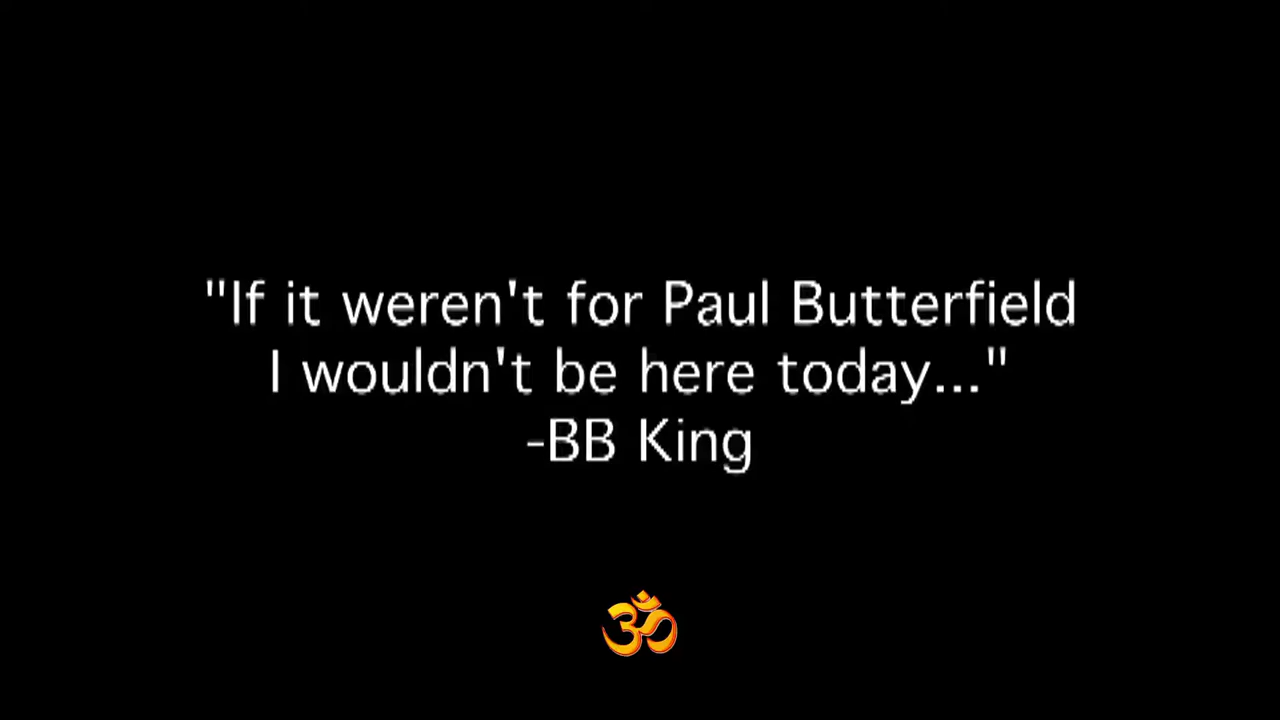 "If it weren't for Paul Butterfield
I wouldn't be here today..."
-BB King
ॐ